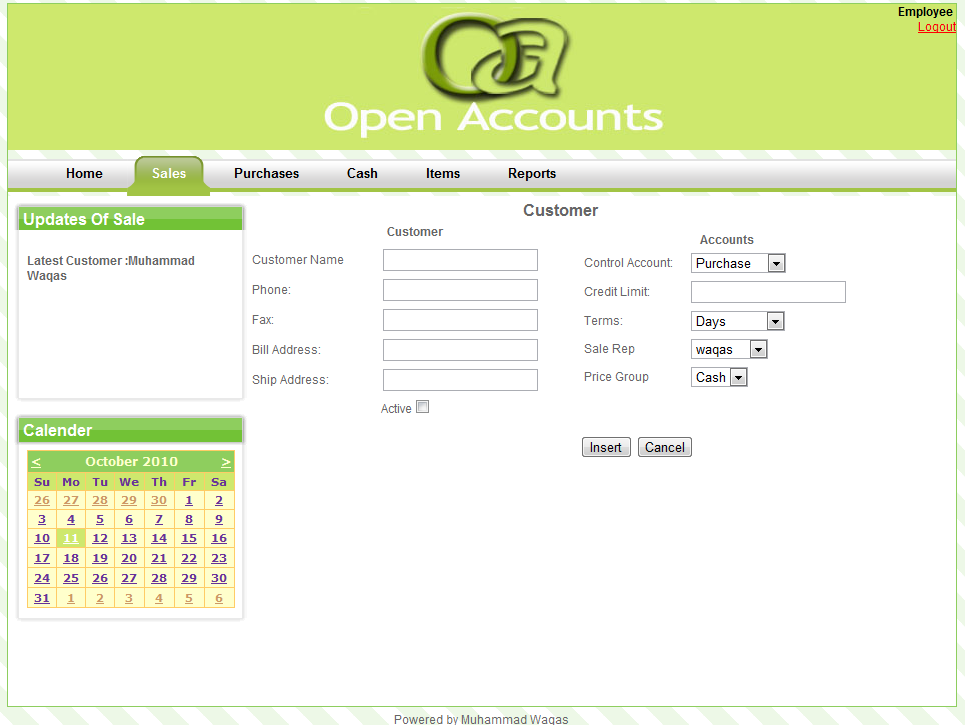 Employee
Logout
Oa
Open Accounts
Home Sales Purchases Cash Items Reports
Updates Of Sale
Latest Customer :Muhammad
Waqas
Calender
< October 2010 >
Su Mo Tu We Th Fr Sa
26 27 28 29 30 1 2
3 4 5 6 7 8 9
10 11 12 13 14 15 16
17 18 19 20 21 22 23
24 25 26 27 28 29 30
31 1 2 3 4 5 6
Customer
Customer
Customer Name
Phone:
Fax:
Bill Address:
Ship Address:
Active
Accounts
Control Account: Purchase
Credit Limit:
Terms: Days
Sale Rep waqas
Price Group Cash
Insert Cancel
Powered by Muhammad Waqas